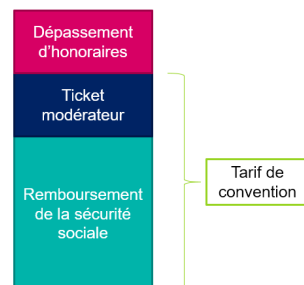 Dépassement
d'honoraires
Ticket
modérateur
Remboursement
de la sécurité
sociale
Tarif de
convention